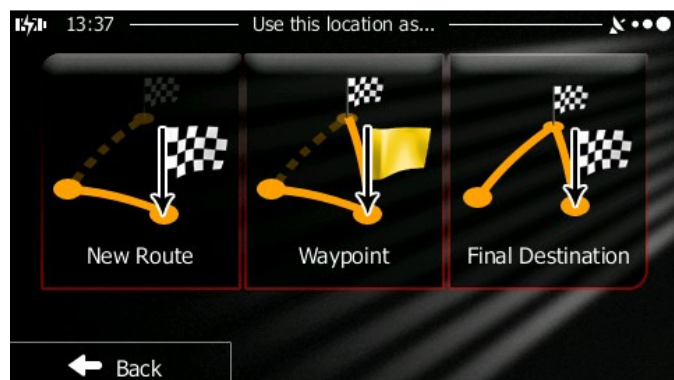 13:37
Use this location as...
New Route
Waypoint
Final Destination
Back